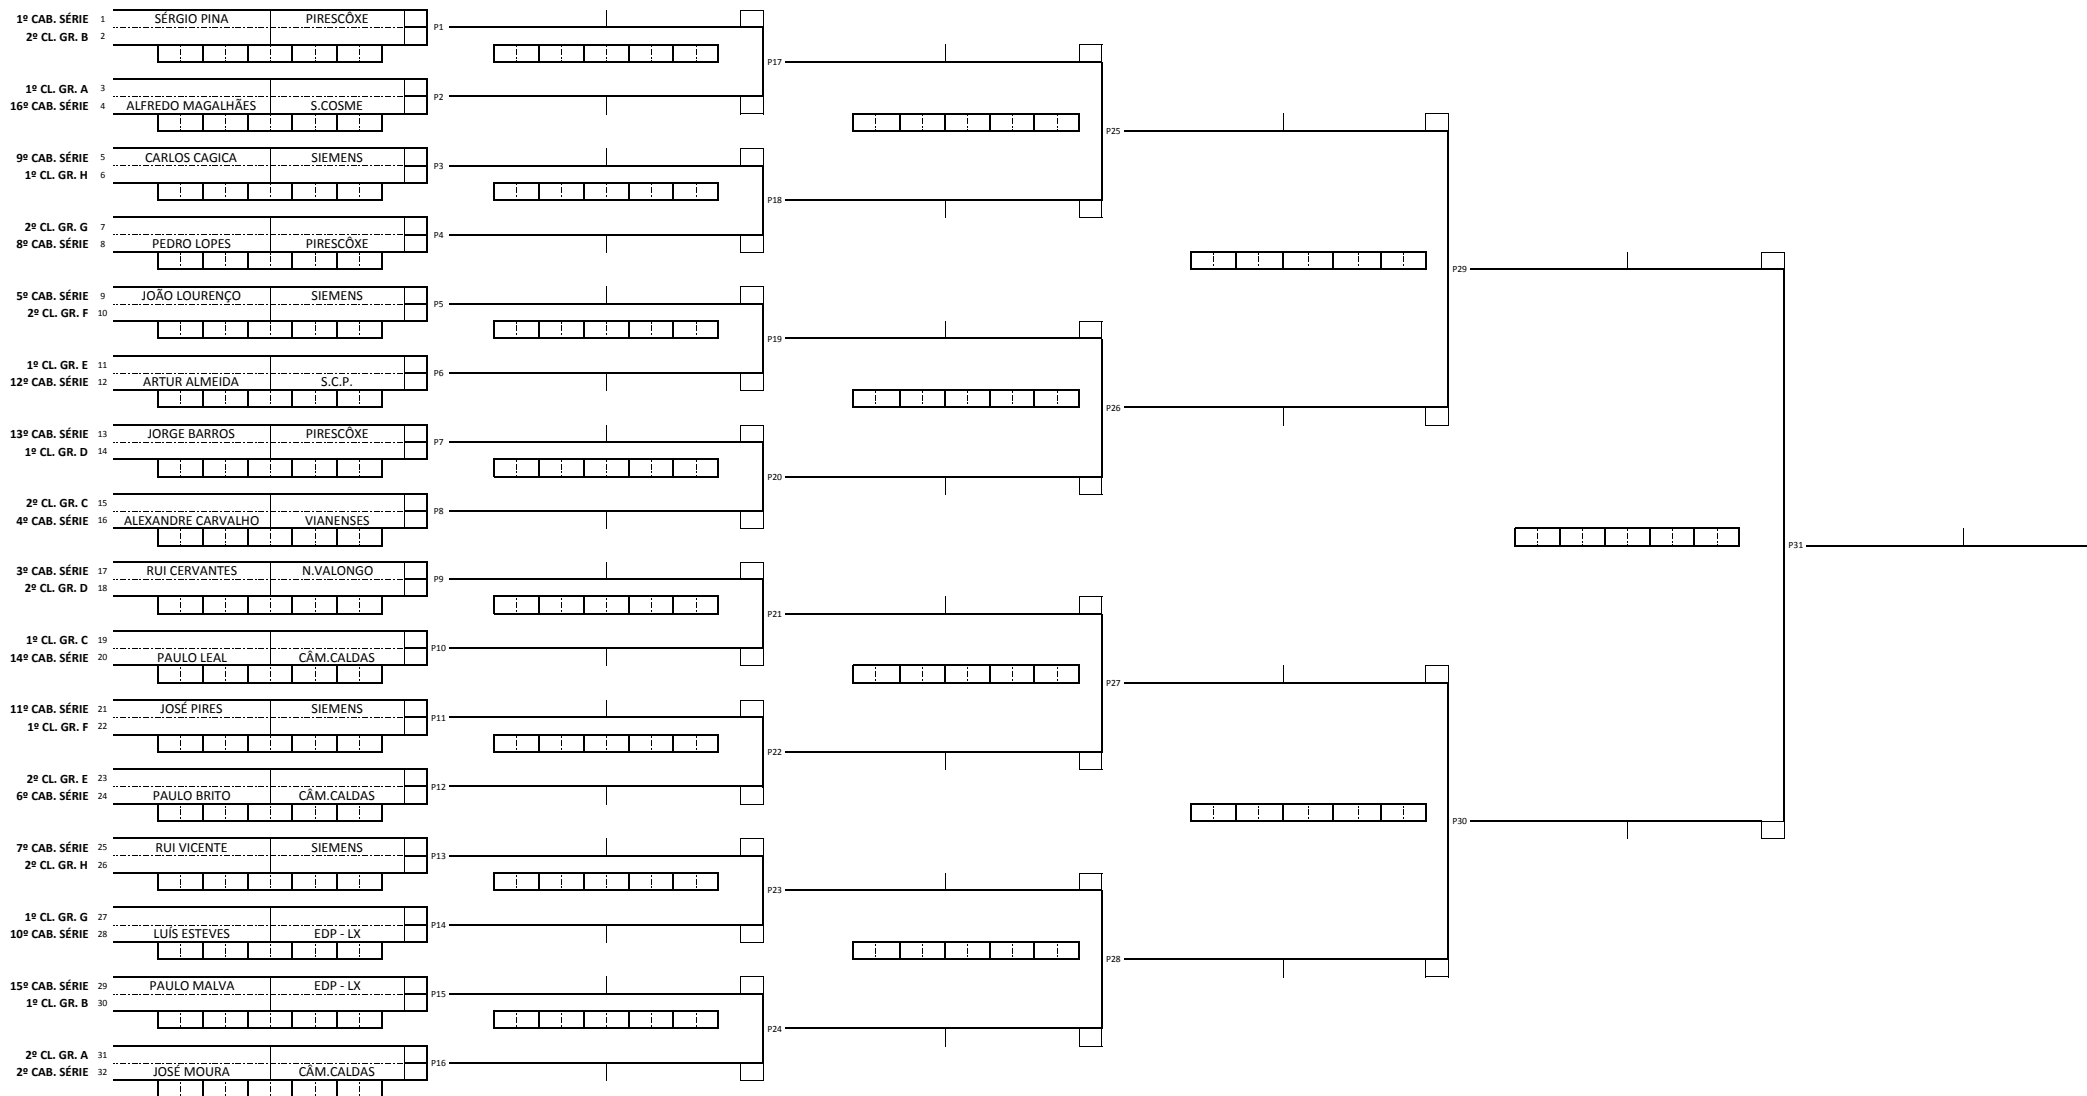 1º CAB. SÉRIE 1 SÉRGIO PINA PIRESCÔXE
P1
2º CL. GR. B 2
P17
1º CL. GR. A 3
P2
16º CAB. SÉRIE 4 ALFREDO MAGALHÃES S.COSME
P25
9º CAB. SÉRIE 5 CARLOS CAGICA SIEMENS
P3
1º CL. GR. H 6
P18
2º CL. GR. G 7
P4
8º CAB. SÉRIE 8 PEDRO LOPES PIRESCÔXE
P29
5º CAB. SÉRIE 9 JOÃO LOURENÇO SIEMENS
P5
2º CL. GR. F 10
P19
1º CL. GR. E 11
P6
12º CAB. SÉRIE 12 ARTUR ALMEIDA S.C.P.
P26
13º CAB. SÉRIE 13 JORGE BARROS PIRESCÔXE
P7
1º CL. GR. D 14
P20
2º CL. GR. C 15
P8
4º CAB. SÉRIE 16 ALEXANDRE CARVALHO VIANENSES
P31
3º CAB. SÉRIE 17 RUI CERVANTES N.VALONGO
P9
2º CL. GR. D 18
P21
1º CL. GR. C 19
P10
14º CAB. SÉRIE 20 PAULO LEAL CÂM.CALDAS
P27
11º CAB. SÉRIE 21 JOSÉ PIRES SIEMENS
P11
1º CL. GR. F 22
P22
2º CL. GR. E 23
P12
6º CAB. SÉRIE 24 PAULO BRITO CÂM.CALDAS
P30
7º CAB. SÉRIE 25 RUI VICENTE SIEMENS
P13
2º CL. GR. H 26
P23
1º CL. GR. G 27
P14
10º CAB. SÉRIE 28 LUÍS ESTEVES EDP - LX
P28
15º CAB. SÉRIE 29 PAULO MALVA EDP - LX
P15
1º CL. GR. B 30
P24
2º CL. GR. A 31
P16
2º CAB. SÉRIE 32 JOSÉ MOURA CÂM.CALDAS